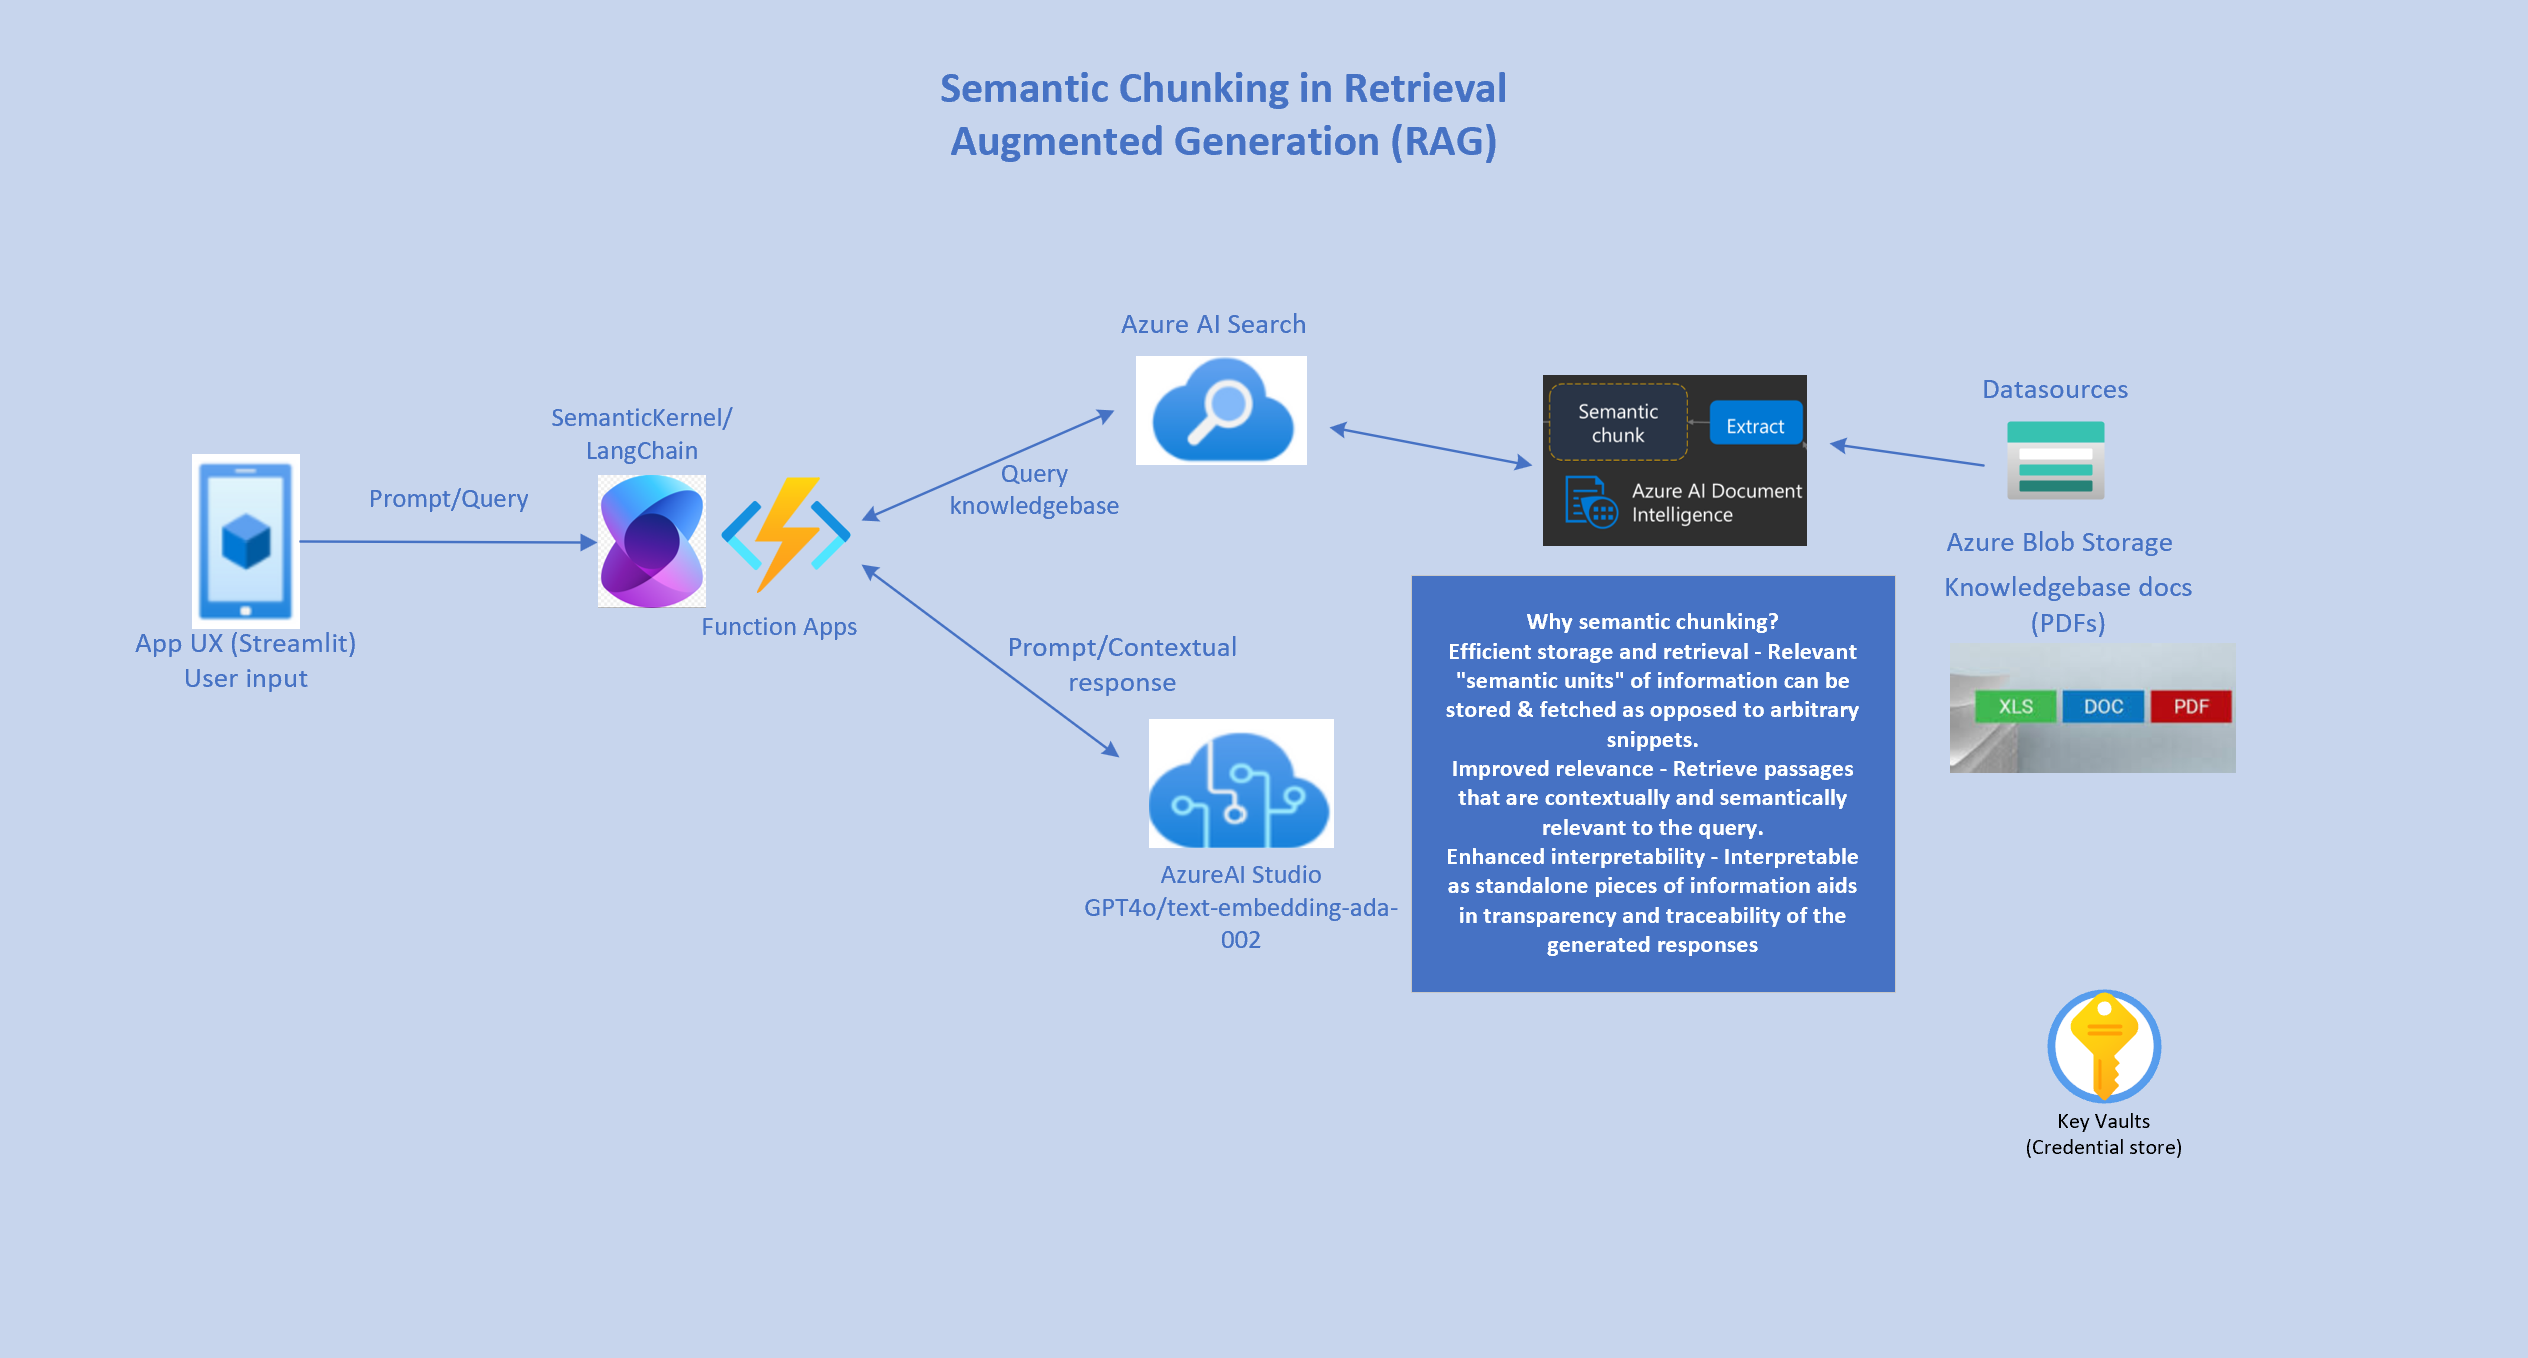 Semantic Chunking in Retrieval
Augmented Generation (RAG)
Azure AI Search
SemanticKernel/
LangChain
Prompt/Query
Query
knowledgebase
Function Apps
App UX (Streamlit)
User input
Prompt/Contextual
response
AzureAI Studio
GPT4o/text-embedding-ada-
002
Semantic
chunk
Extract
Azure AI Document
Intelligence
Datasources
Azure Blob Storage
Knowledgebase docs
(PDFs)
XLS DOC PDF
Why semantic chunking?
Efficient storage and retrieval - Relevant
"semantic units" of information can be
stored & fetched as opposed to arbitrary
snippets.
Improved relevance - Retrieve passages
that are contextually and semantically
relevant to the query.
Enhanced interpretability - Interpretable
as standalone pieces of information aids
in transparency and traceability of the
generated responses
Key Vaults
(Credential store)